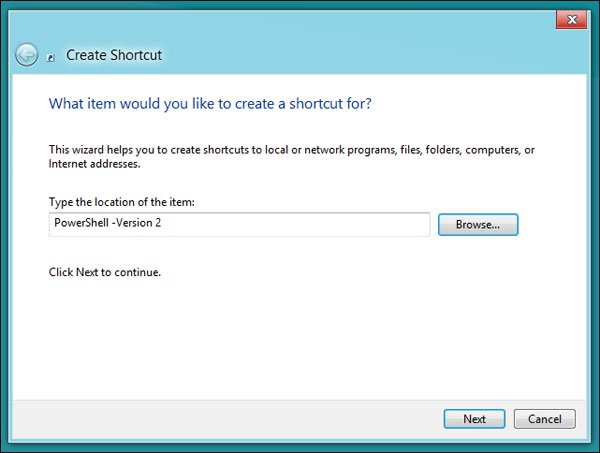 Create Shortcut
What item would you like to create a shortcut for?
This wizard helps you to create shortcuts to local or network programs, files, folders, computers, or
Internet addresses.
Type the location of the item:
PowerShell -Version 2
Browse...
Click Next to continue.
Next
Cancel